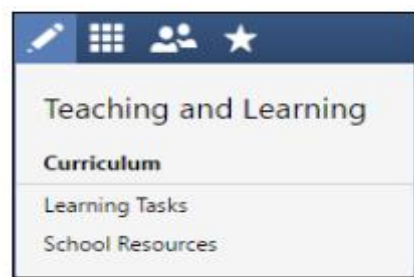 Teaching and Learning
Curriculum
Learning Tasks
School Resources